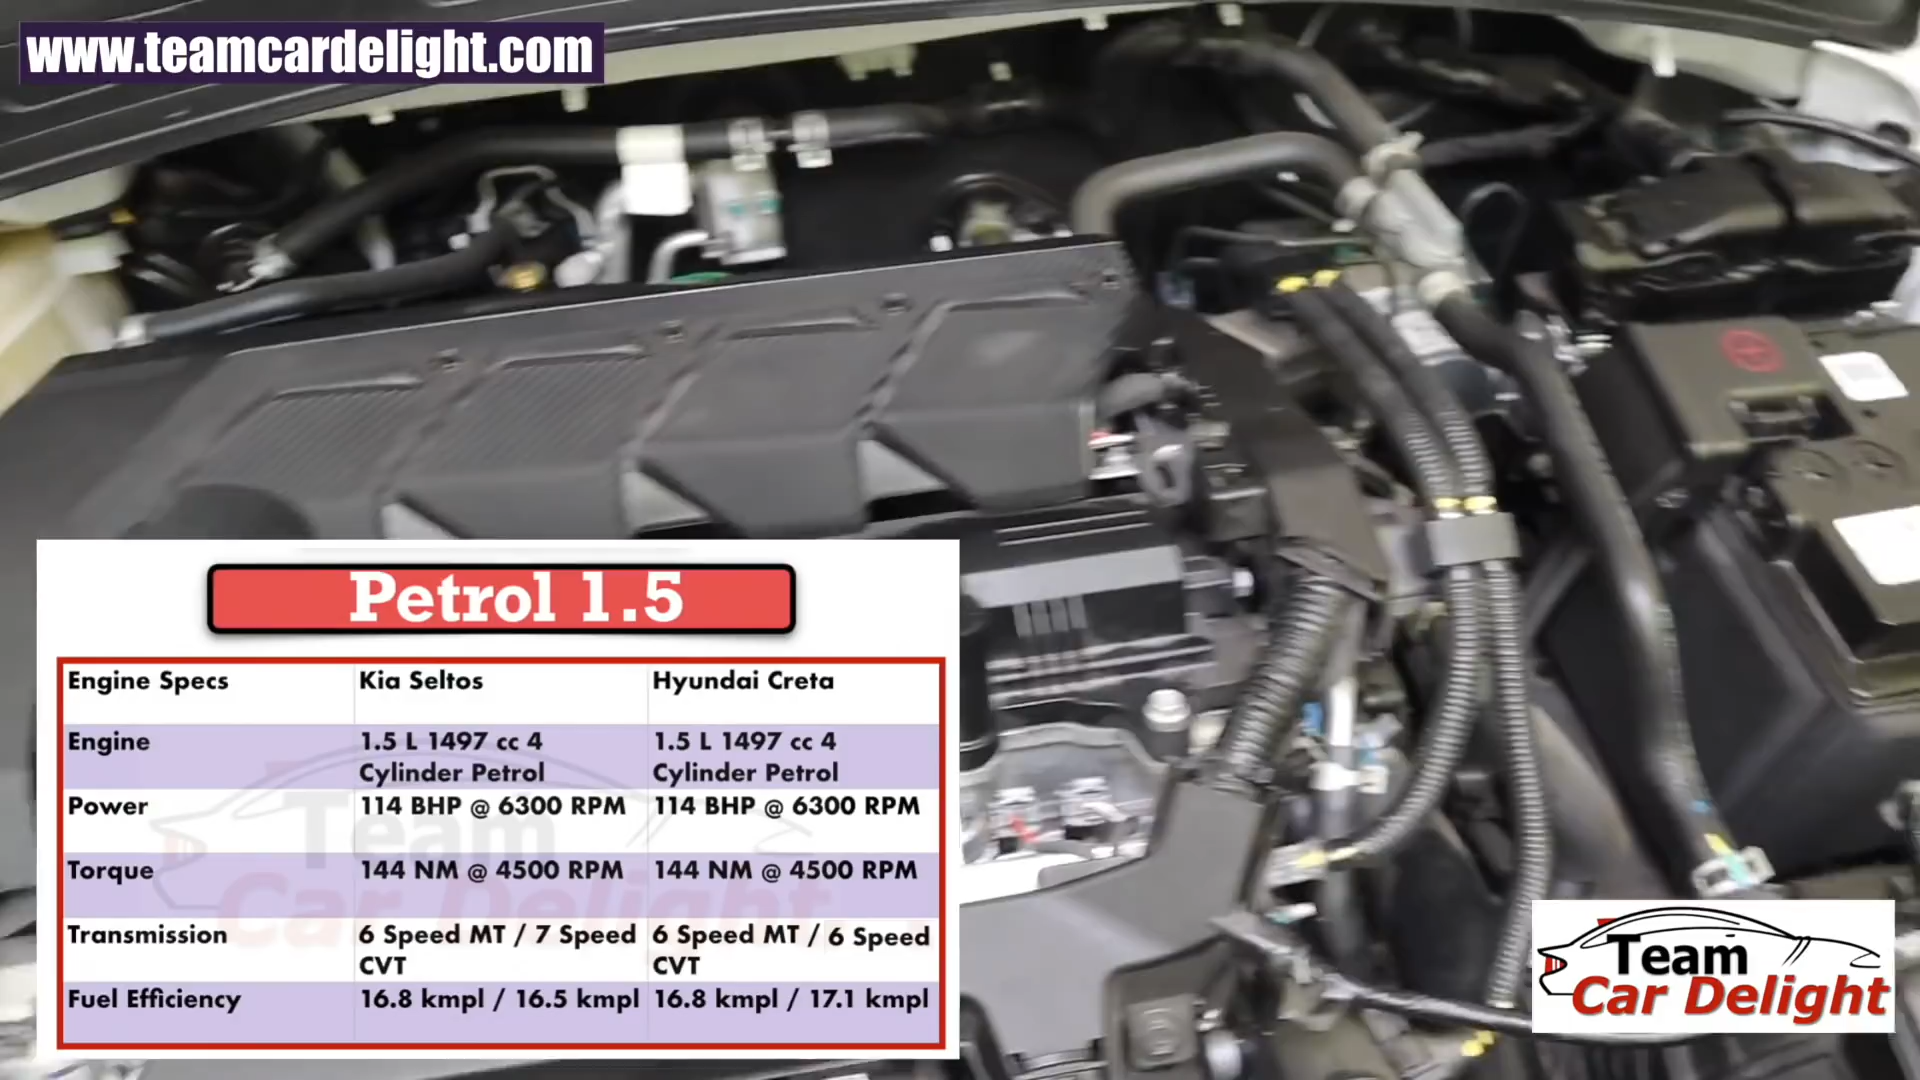 www.teamcardelight.com
Petrol 1.5
Engine Specs Kia Seltos Hyundai Creta
Engine 1.5 L 1497 cc 4 1.5 L 1497 cc 4
Cylinder Petrol Cylinder Petrol
Power 114 BHP @ 6300 RPM 114 BHP @ 6300 RPM
Torque 144 NM @ 4500 RPM 144 NM @ 4500 RPM
Transmission 6 Speed MT / 7 Speed 6 Speed MT / 6 Speed
CVT CVT
Fuel Efficiency 16.8 kmpl / 16.5 kmpl 16.8 kmpl / 17.1 kmpl
Team
Car Delight
Team
Car Delight